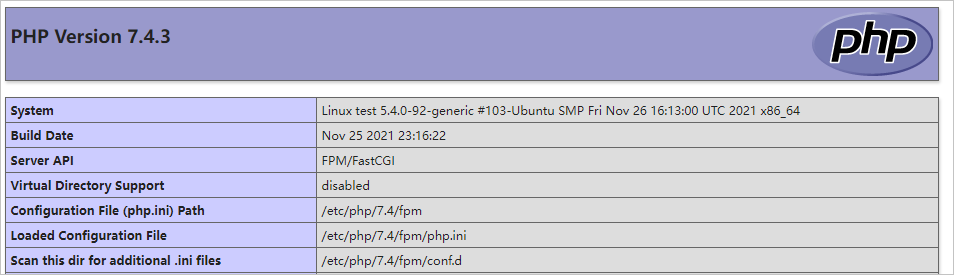 PHP Version 7.4.3
php
System Linux test 5.4.0-92-generic #103-Ubuntu SMP Fri Nov 26 16:13:00 UTC 2021 x86_64
Build Date Nov 25 2021 23:16:22
Server API FPM/FastCGI
Virtual Directory Support disabled
Configuration File (php.ini) Path /etc/php/7.4/fpm
Loaded Configuration File /etc/php/7.4/fpm/php.ini
Scan this dir for additional .ini files /etc/php/7.4/fpm/conf.d